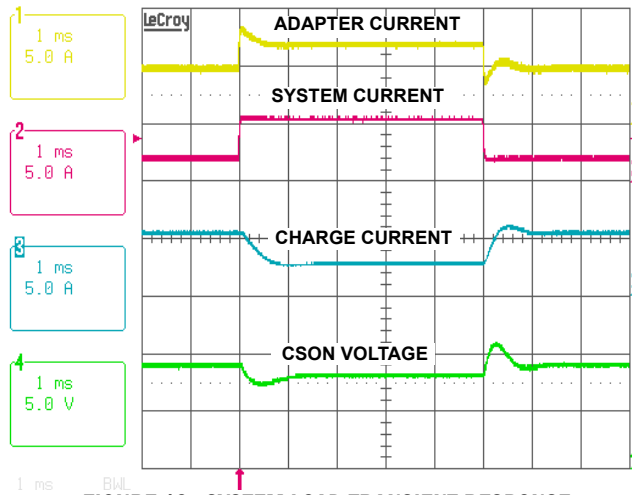 LeCroy
1
1 ms
5.0 A
ADAPTER CURRENT
2
1 ms
5.0 A
SYSTEM CURRENT
3
1 ms
5.0 A
CHARGE CURRENT
4
1 ms
5.0 V
CSON VOLTAGE
1 ms BWL